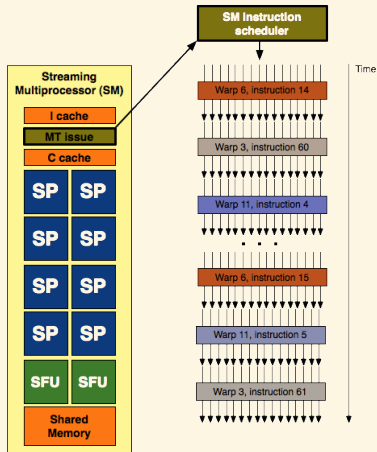 SM Instruction
scheduler
Time
Streaming
Multiprocessor (SM)
I cache
MT issue
C cache
SP SP
SP SP
SP SP
SP SP
SFU SFU
Shared
Memory
Warp 6, instruction 14
Warp 3, instruction 60
Warp 11, instruction 4
. . .
Warp 6, instruction 15
Warp 11, instruction 5
Warp 3, instruction 61